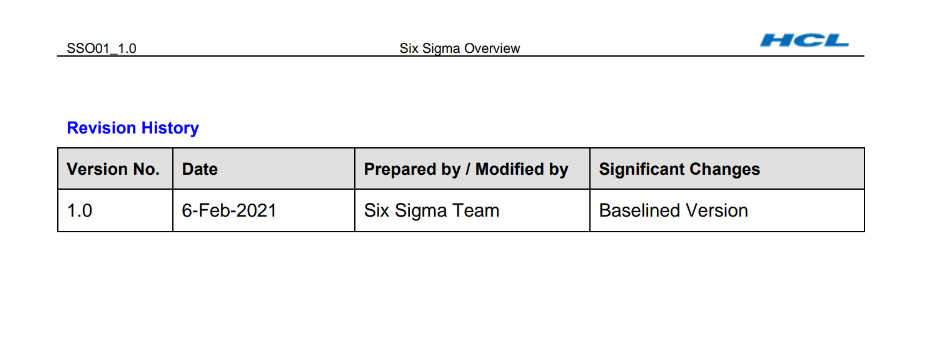 SSO01_1.0 Six Sigma Overview HCL
Revision History
Version No. Date Prepared by / Modified by Significant Changes
1.0 6-Feb-2021 Six Sigma Team Baselined Version